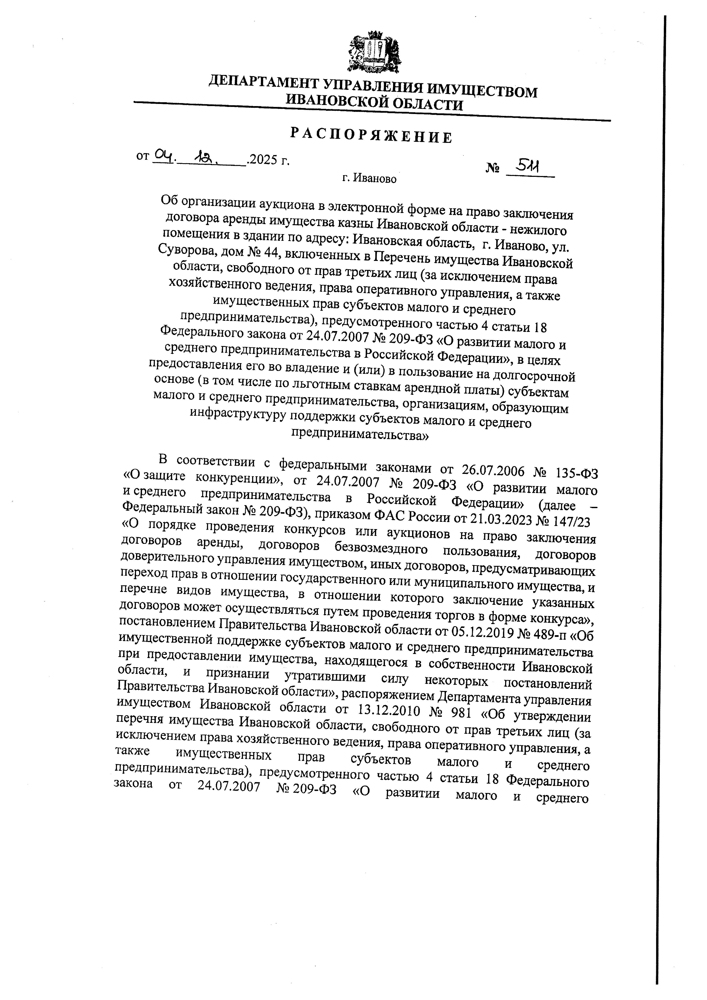 ДЕПАРТАМЕНТ УПРАВЛЕНИЯ ИМУЩЕСТВОМ
ИВАНОВСКОЙ ОБЛАСТИ
РАСПОРЯЖЕНИЕ
от 04. 12. .2025 г.
№ 511
г. Иваново
Об организации аукциона в электронной форме на право заключения
договора аренды имущества казны Ивановской области - нежилого
помещения в здании по адресу: Ивановская область, г. Иваново, ул.
Суворова, дом № 44, включенных в Перечень имущества Ивановской
области, свободного от прав третьих лиц (за исключением права
хозяйственного ведения, права оперативного управления, а также
имущественных прав субъектов малого и среднего
предпринимательства), предусмотренного частью 4 статьи 18
Федерального закона от 24.07.2007 № 209-ФЗ «О развитии малого и
среднего предпринимательства в Российской Федерации», в целях
предоставления его во владение и (или) в пользование на долгосрочной
основе (в том числе по льготным ставкам арендной платы) субъектам
малого и среднего предпринимательства, организациям, образующим
инфраструктуру поддержки субъектов малого и среднего
предпринимательства»
В соответствии с федеральными законами от 26.07.2006 № 135-ФЗ
«О защите конкуренции», от 24.07.2007 № 209-ФЗ «О развитии малого
и среднего предпринимательства в Российской Федерации» (далее –
Федеральный закон № 209-ФЗ), приказом ФАС России от 21.03.2023 № 147/23
«О порядке проведения конкурсов или аукционов на право заключения
договоров аренды, договоров безвозмездного пользования, договоров
доверительного управления имуществом, иных договоров, предусматривающих
переход прав в отношении государственного или муниципального имущества, и
перечне видов имущества, в отношении которого заключение указанных
договоров может осуществляться путем проведения торгов в форме конкурса»,
постановлением Правительства Ивановской области от 05.12.2019 № 489-п «Об
имущественной поддержке субъектов малого и среднего предпринимательства
при предоставлении имущества, находящегося в собственности Ивановской
области, и признании утратившими силу некоторых постановлений
Правительства Ивановской области», распоряжением Департамента управления
имуществом Ивановской области от 13.12.2010 № 981 «Об утверждении
перечня имущества Ивановской области, свободного от прав третьих лиц (за
исключением права хозяйственного ведения, права оперативного управления, а
также имущественных прав субъектов малого и среднего
предпринимательства), предусмотренного частью 4 статьи 18 Федерального
закона от 24.07.2007 № 209-ФЗ «О развитии малого и среднего